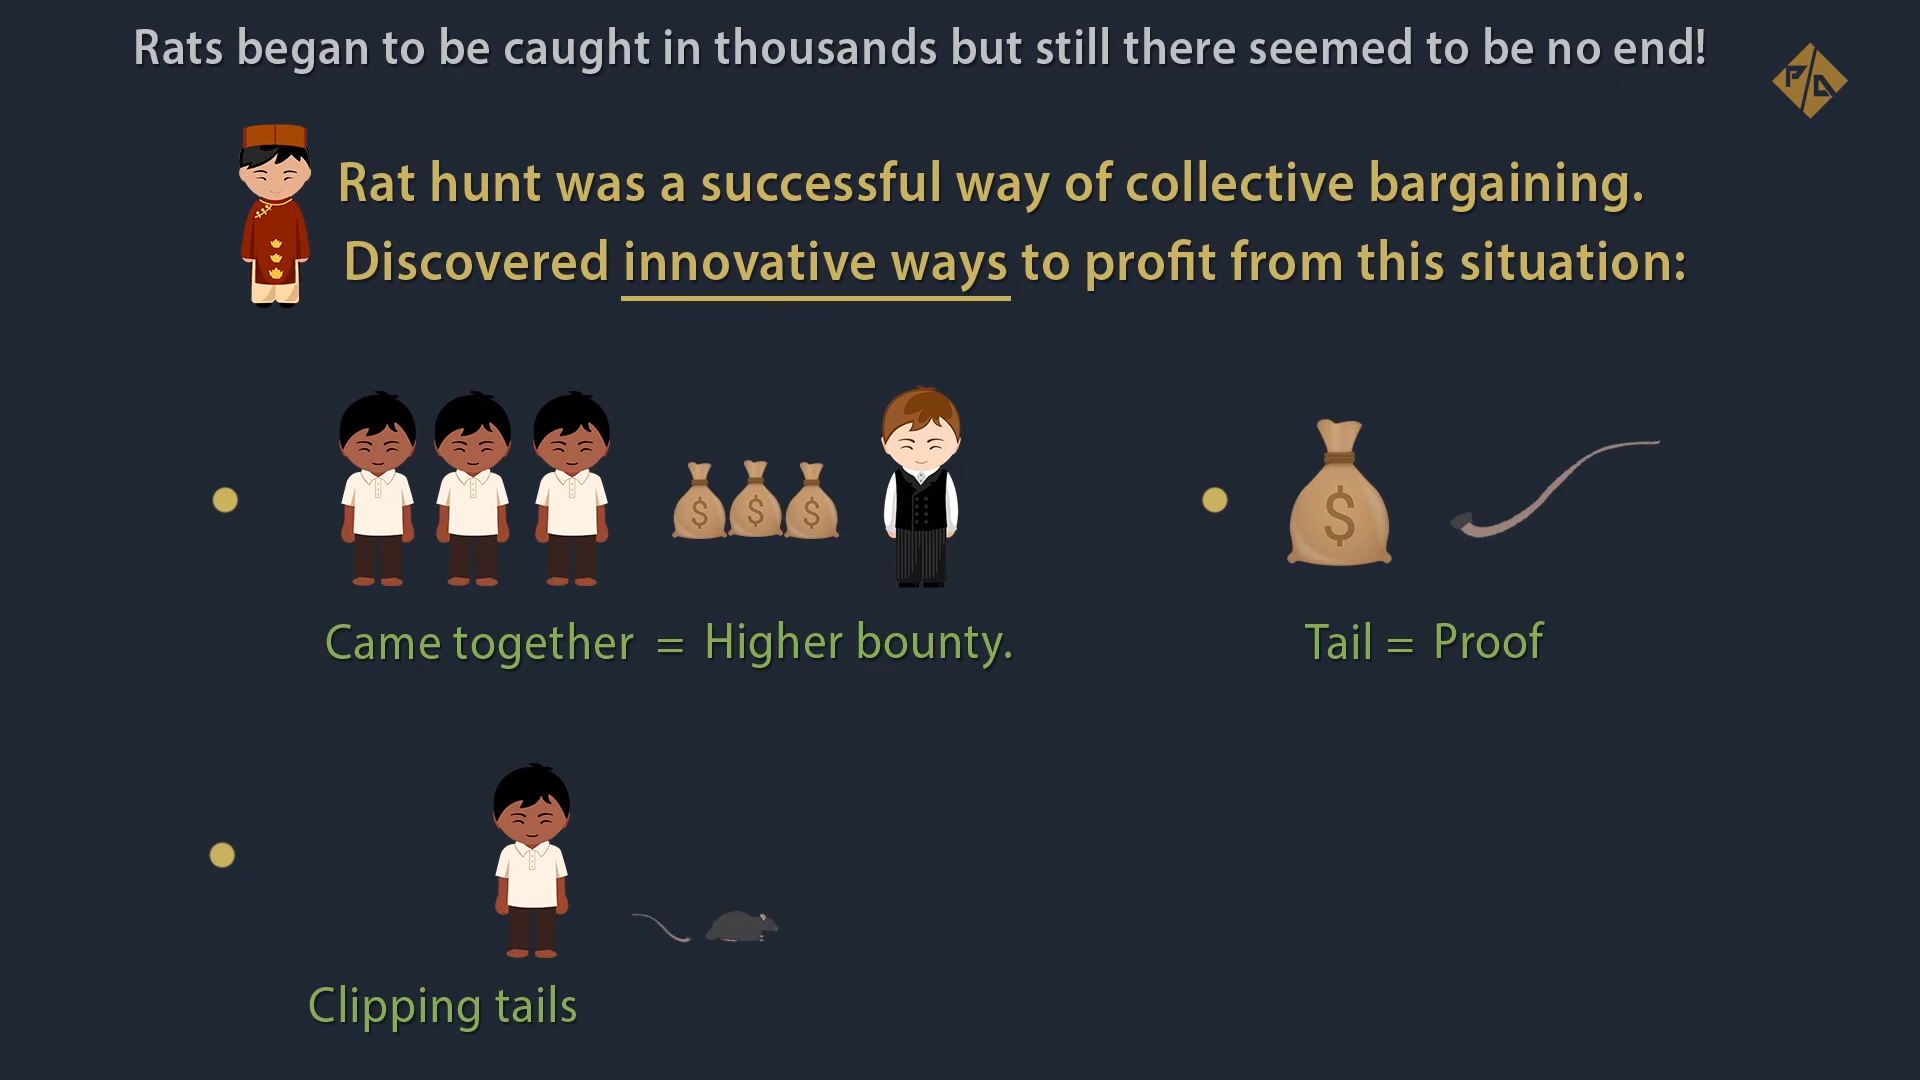 Rats began to be caught in thousands but still there seemed to be no end!
PA
Rat hunt was a successful way of collective bargaining.
Discovered innovative ways to profit from this situation:
$ $ $
$
Came together = Higher bounty.
Tail = Proof
Clipping tails